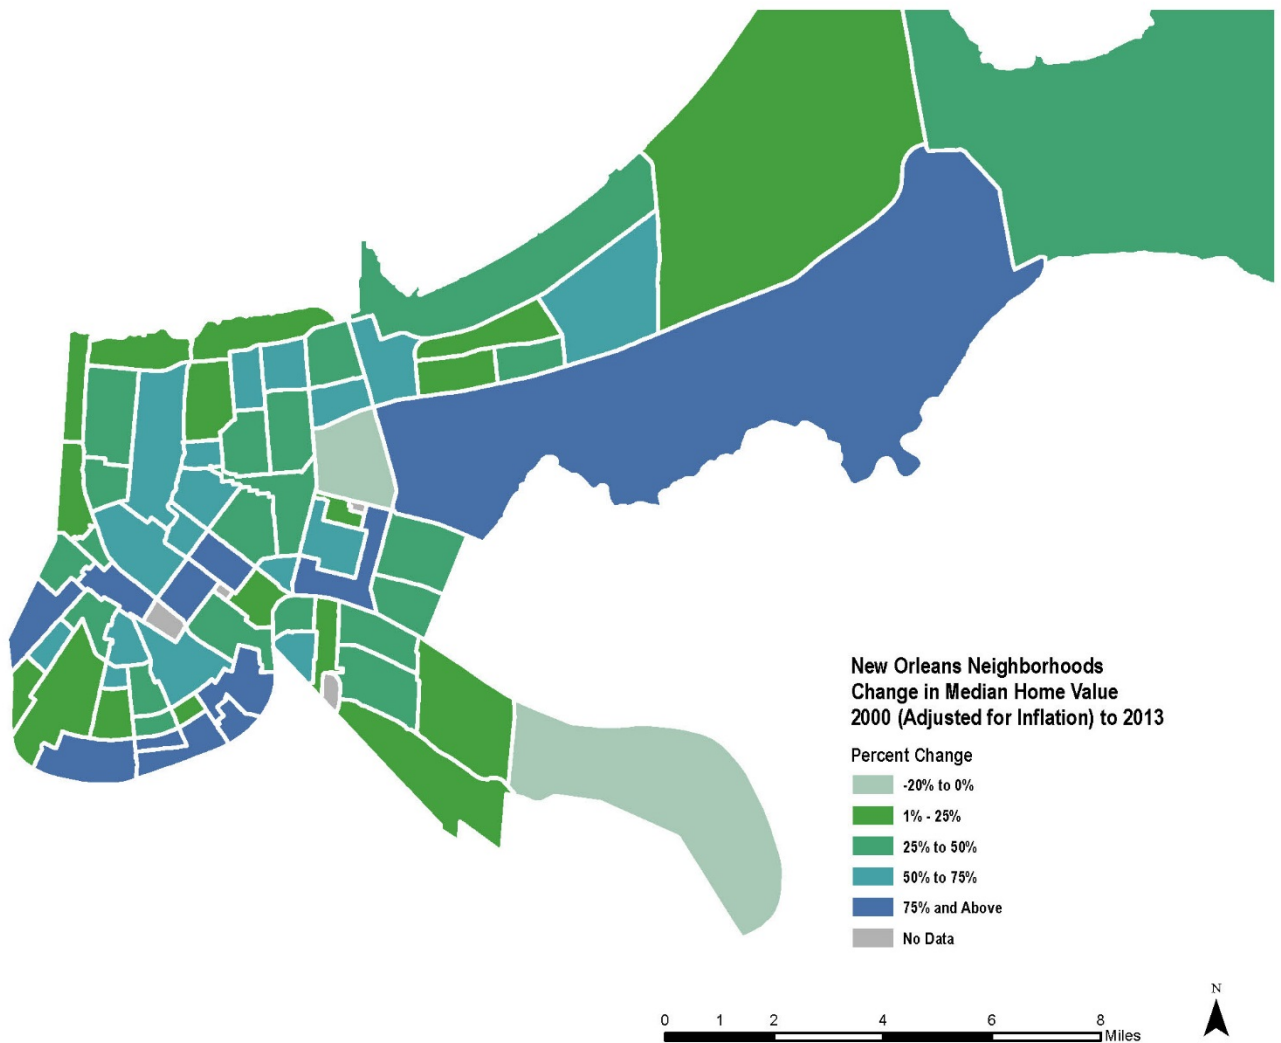 New Orleans Neighborhoods
Change in Median Home Value
2000 (Adjusted for Inflation) to 2013
Percent Change
-20% to 0%
1% - 25%
25% to 50%
50% to 75%
75% and Above
No Data
N
0 1 2 4 6 8
Miles